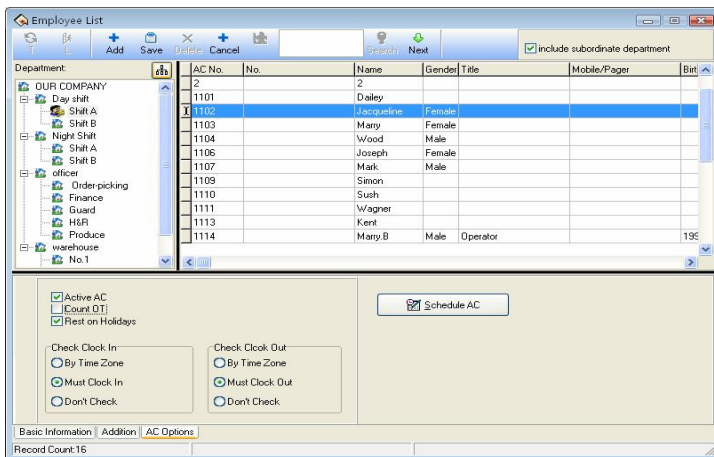 Employee List
T L Add Save Delete Cancel Search Next include subordinate department
Department:
OUR COMPANY
Day shift
Shift A
Shift B
Night Shift
Shift A
Shift B
officer
Order-picking
Finance
Guard
H&R
Produce
warehouse
No.1
AC No. No. Name Gender Title Mobile/Pager Birt
2 2
1101 Dailey
1102 Jacqueline Female
1103 Marry Female
1104 Wood Male
1106 Joseph Female
1107 Mark Male
1109 Simon
1110 Sush
1111 Wagner
1113 Kent
1114 Marry.B Male Operator 199
Active AC
Count OT
Rest on Holidays
Schedule AC
Check Clock In
By Time Zone
Must Clock In
Don't Check
Check Clcok Out
By Time Zone
Must Clock Out
Don't Check
Basic Information Addition AC Options
Record Count:16